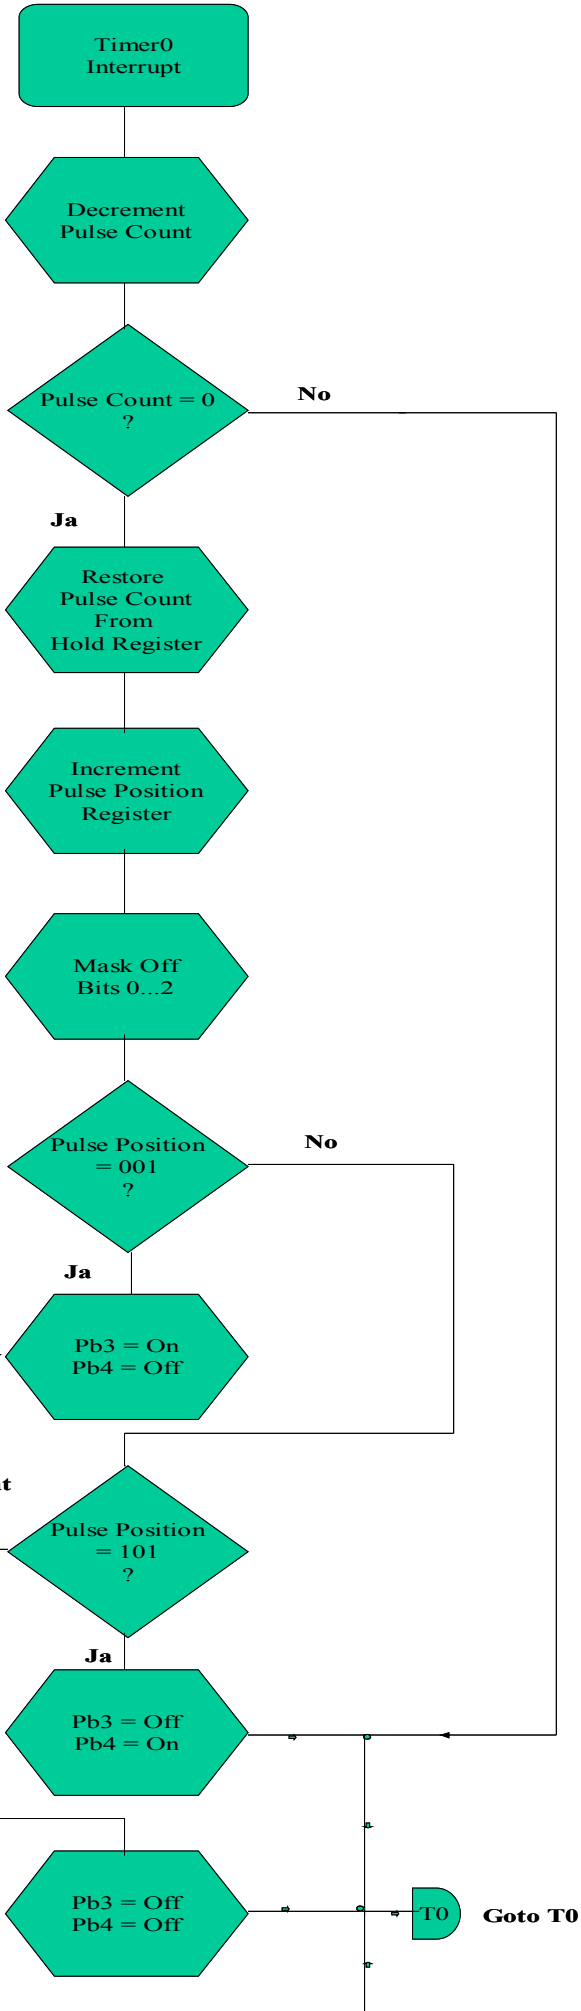 Timer0
Interrupt
Decrement
Pulse Count
Pulse Count = 0
?
No
Ja
Restore
Pulse Count
From
Hold Register
Increment
Pulse Position
Register
Mask Off
Bits 0...2
Pulse Position
= 001
?
No
Ja
Pb3 = On
Pb4 = Off
Pulse Position
= 101
?
Ja
Pb3 = Off
Pb4 = On
Pb3 = Off
Pb4 = Off
T0
Goto T0